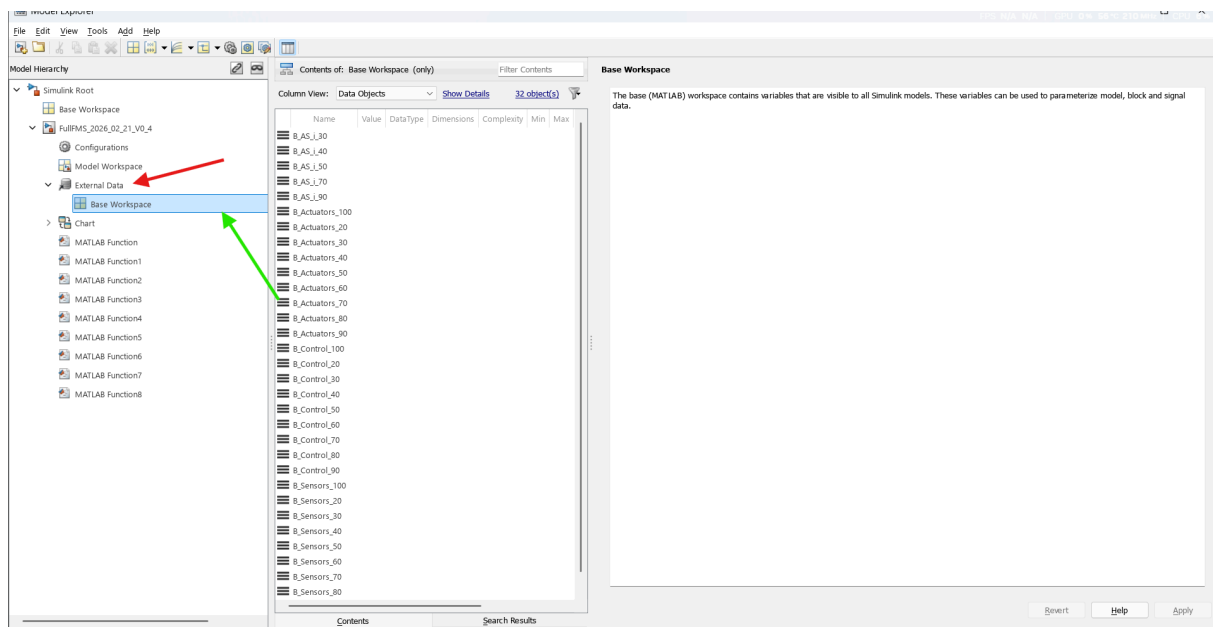 Model Explorer
File Edit View Tools Add Help
Model Hierarchy
Simulink Root
Base Workspace
FullFMS_2026_02_21_V0_4
Configurations
Model Workspace
External Data
Base Workspace
Chart
MATLAB Function
MATLAB Function1
MATLAB Function2
MATLAB Function3
MATLAB Function4
MATLAB Function5
MATLAB Function6
MATLAB Function7
MATLAB Function8
Contents of: Base Workspace (only) Filter Contents
Column View: Data Objects Show Details 32 object(s)
Name Value DataType Dimensions Complexity Min Max
B_AS_i_30
B_AS_i_40
B_AS_i_50
B_AS_i_70
B_AS_i_90
B_Actuators_100
B_Actuators_20
B_Actuators_30
B_Actuators_40
B_Actuators_50
B_Actuators_60
B_Actuators_70
B_Actuators_80
B_Actuators_90
B_Control_100
B_Control_20
B_Control_30
B_Control_40
B_Control_50
B_Control_60
B_Control_70
B_Control_80
B_Control_90
B_Sensors_100
B_Sensors_20
B_Sensors_30
B_Sensors_40
B_Sensors_50
B_Sensors_60
B_Sensors_70
B_Sensors_80
Contents Search Results
Base Workspace
The base (MATLAB) workspace contains variables that are visible to all Simulink models. These variables can be used to parameterize model, block and signal
data.
Revert Help Apply